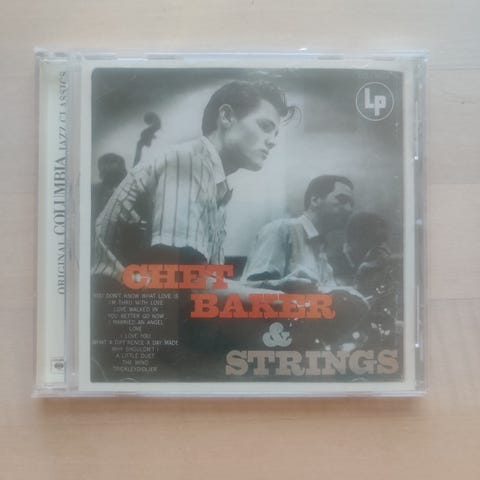 ORIGINAL COLUMBIA JAZZ CLASSICS
LP
CHET
BAKER
&
STRINGS
YOU DON'T KNOW WHAT LOVE IS
I'M THRU WITH LOVE
LOVE WALKED IN
YOU BETTER GO NOW
I MARRIED AN ANGEL
LOVE
I LOVE YOU
WHAT A DIFF'RENCE A DAY MADE
WHY SHOULDN'T I
A LITTLE DUET
THE WIND
TRICKLEYDIDLIER